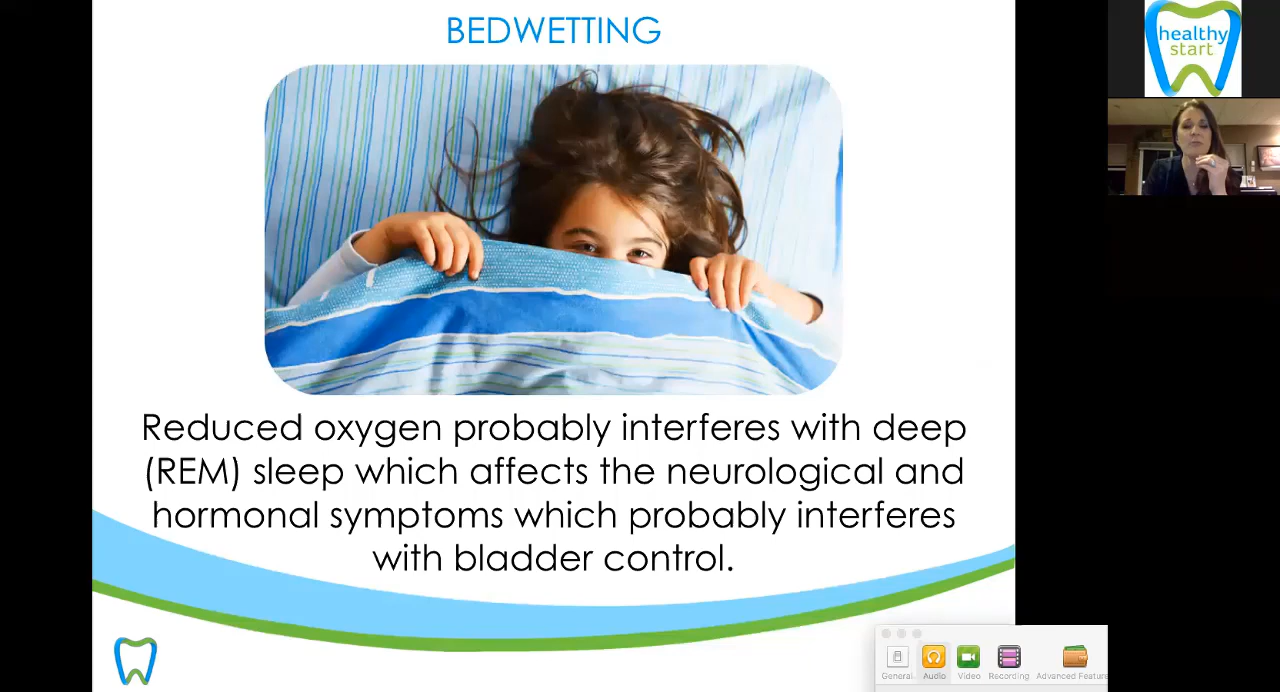 BEDWETTING
healthy
start
Reduced oxygen probably interferes with deep
(REM) sleep which affects the neurological and
hormonal symptoms which probably interferes
with bladder control.
General
Audio
Video
Recording
Advanced Feature